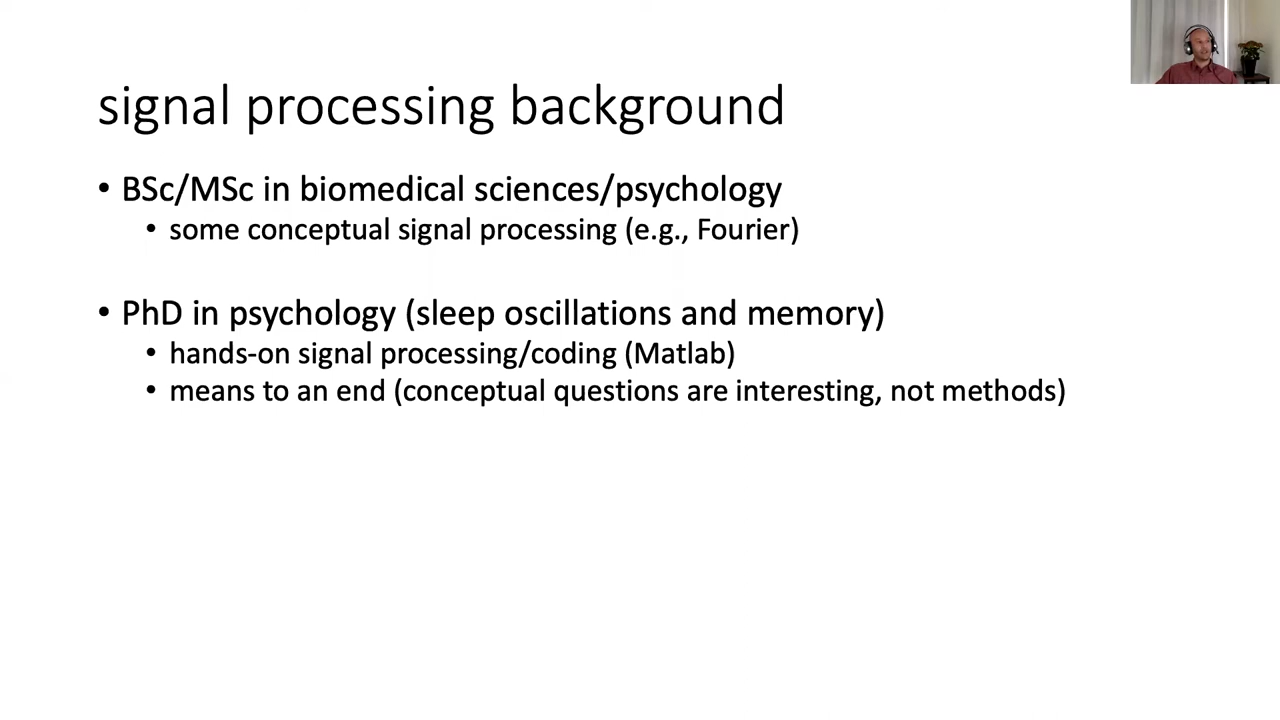 signal processing background
• BSc/MSc in biomedical sciences/psychology
• some conceptual signal processing (e.g., Fourier)
• PhD in psychology (sleep oscillations and memory)
• hands-on signal processing/coding (Matlab)
• means to an end (conceptual questions are interesting, not methods)